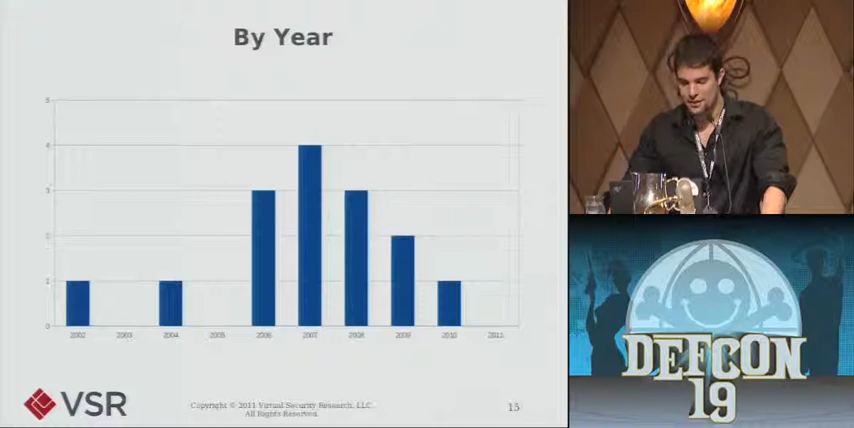 By Year
5
4
3
2
1
0
2002 2003 2004 2005 2006 2007 2008 2009 2010 2011
VSR
Copyright © 2011 Virtual Security Research, LLC.
All Rights Reserved.
15
DEFCON
19